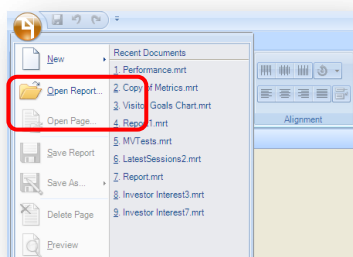 New
Open Report...
Open Page...
Save Report
Save As...
Delete Page
Preview
Recent Documents
1. Performance.mrt
2. Copy of Metrics.mrt
3. Visitor Goals Chart.mrt
4. Report1.mrt
5. MVTests.mrt
6. LatestSessions2.mrt
7. Report.mrt
8. Investor Interest3.mrt
9. Investor Interest7.mrt
Alignment